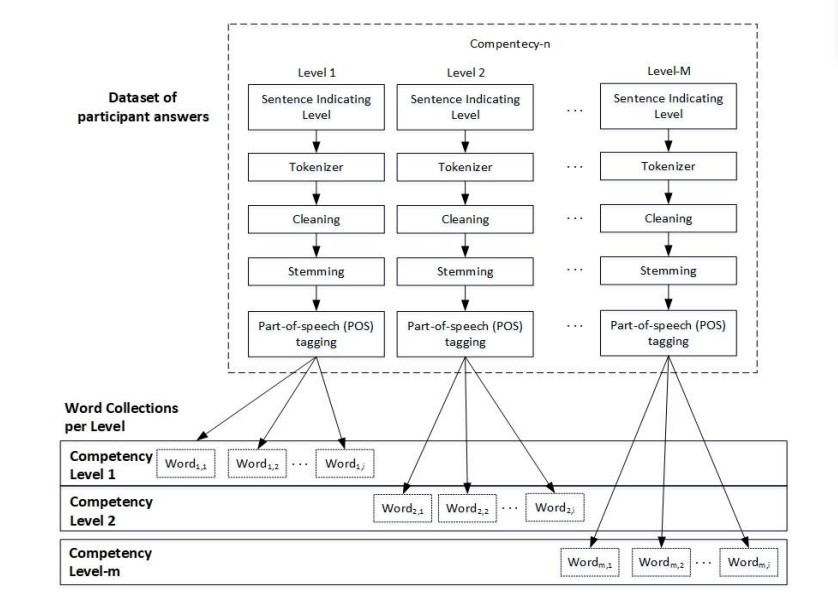 Compentecy-n
Dataset of
participant answers
Level 1
Level 2
Level-M
Sentence Indicating
Level
Sentence Indicating
Level
...
Sentence Indicating
Level
Tokenizer
Tokenizer
...
Tokenizer
Cleaning
Cleaning
...
Cleaning
Stemming
Stemming
...
Stemming
Part-of-speech (POS)
tagging
Part-of-speech (POS)
tagging
...
Part-of-speech (POS)
tagging
Word Collections
per Level
Competency
Level 1
Word1,1
Word1,2
...
Word1,i
Competency
Level 2
Word2,1
Word2,2
...
Word2,i
Competency
Level-m
Wordm,1
Wordm,2
...
Wordm,i